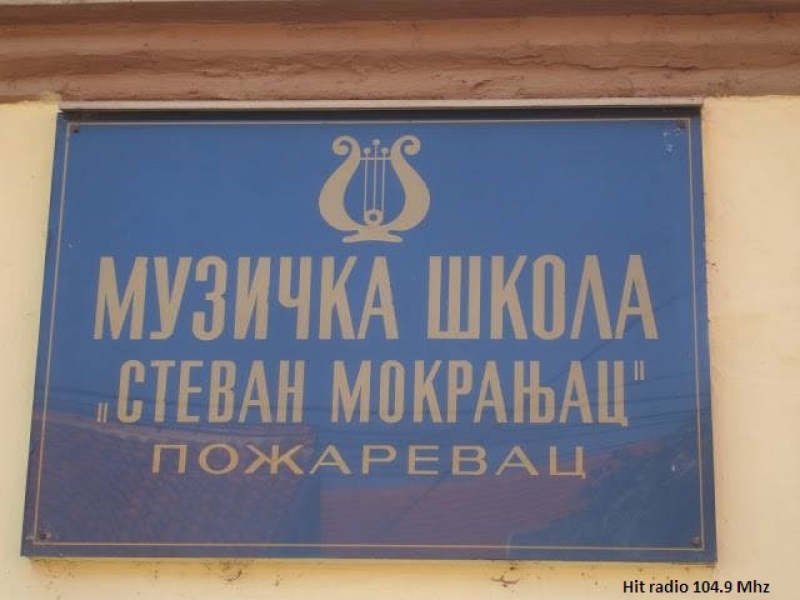 МУЗИЧКА ШКОЛА
„СТЕВАН МОКРАЊАЦ"
ПОЖАРЕВАЦ
Hit radio 104.9 Mhz